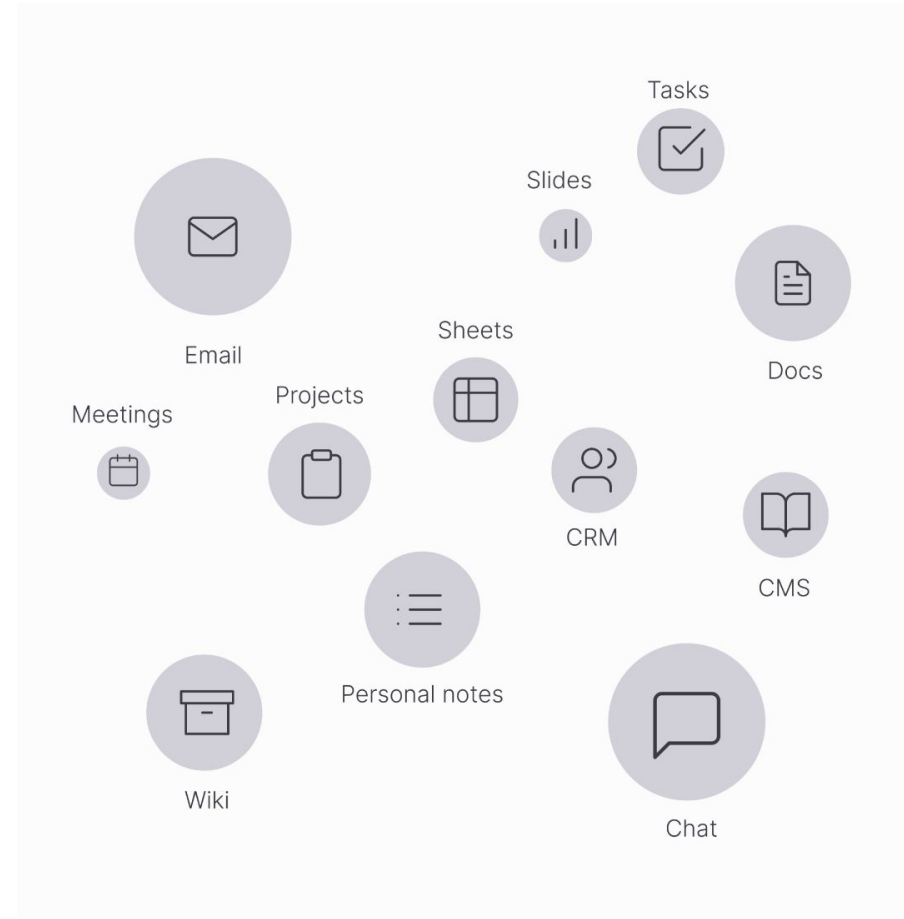 Tasks
Slides
Sheets
Email
Docs
Projects
Meetings
CRM
CMS
Personal notes
Wiki
Chat